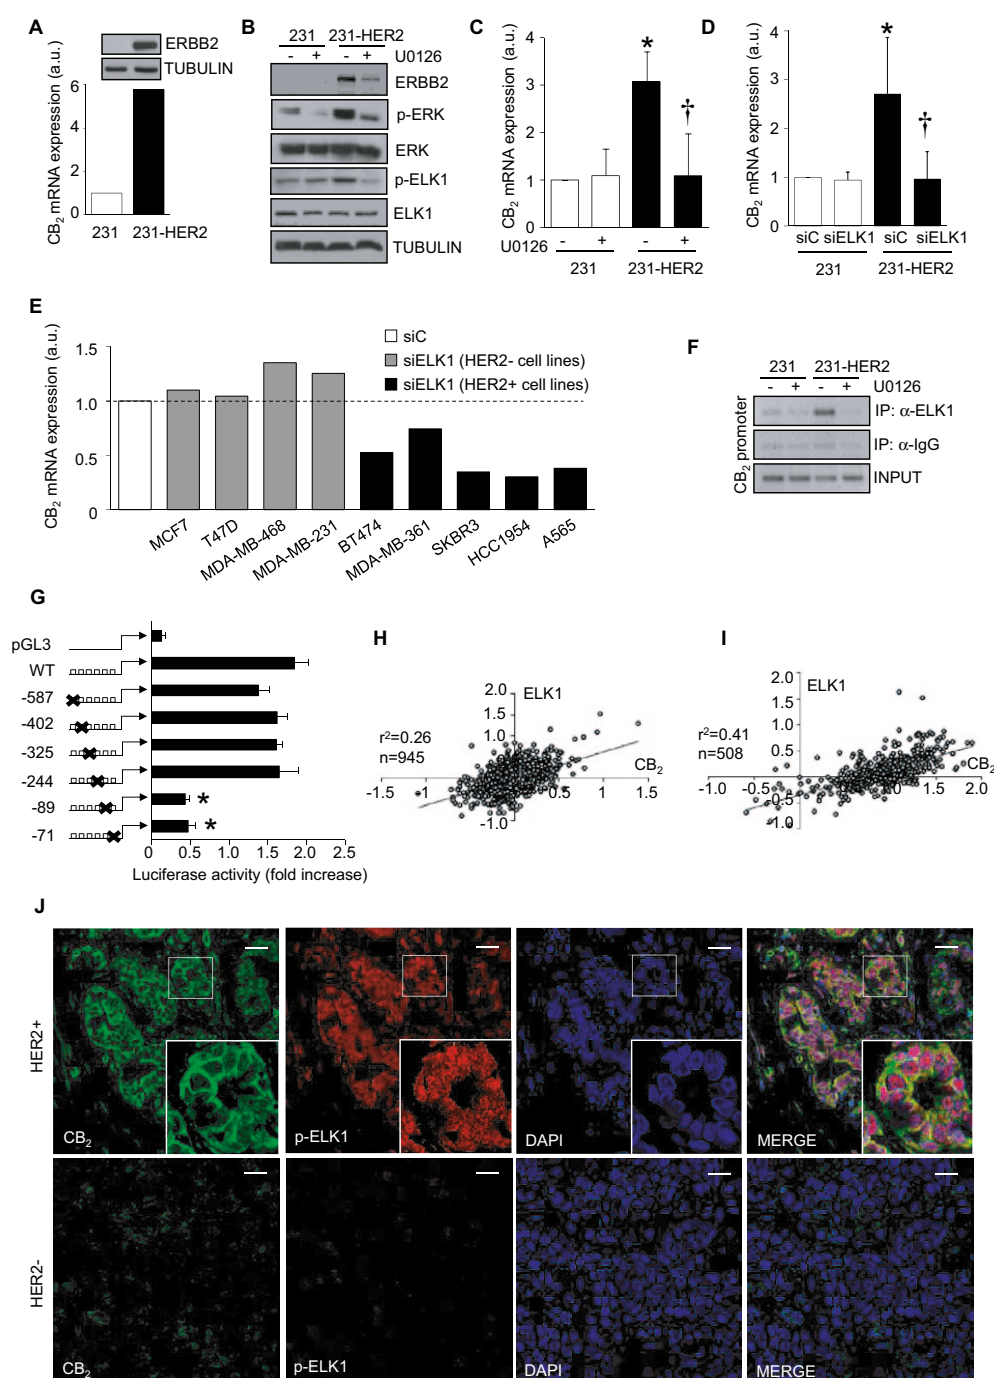 A
ERBB2
TUBULIN
CB2 mRNA expression (a.u.)
6
4
2
0
231 231-HER2
B
231 231-HER2
- + - + U0126
ERBB2
p-ERK
ERK
p-ELK1
ELK1
TUBULIN
C
CB2 mRNA expression (a.u.)
4
3
2
1
0
*
†
U0126 - + - +
231 231-HER2
D
CB2 mRNA expression (a.u.)
4
3
2
1
0
*
†
siC siELK1 siC siELK1
231 231-HER2
E
CB2 mRNA expression (a.u.)
1.5
1.0
0.5
0
siC
siELK1 (HER2- cell lines)
siELK1 (HER2+ cell lines)
MCF7
T47D
MDA-MB-468
MDA-MB-231
BT474
MDA-MB-361
SKBR3
HCC1954
A565
F
231 231-HER2
- + - + U0126
CB2 promoter
IP: α-ELK1
IP: α-IgG
INPUT
G
pGL3
WT
-587
-402
-325
-244
-89
-71
*
*
0 0.5 1.0 1.5 2.0 2.5
Luciferase activity (fold increase)
H
ELK1
2.0
1.5
1.0
0.5
r²=0.26
n=945
CB2
-1.5 -1 0.5 1 1.5
-1.0
I
ELK1
2.0
1.5
1.0
0.5
r²=0.41
n=508
CB2
-1.0 -0.5 0.5 1.0 1.5 2.0
-0.5
-1.0
J
HER2+
CB2
p-ELK1
DAPI
MERGE
HER2-
CB2
p-ELK1
DAPI
MERGE